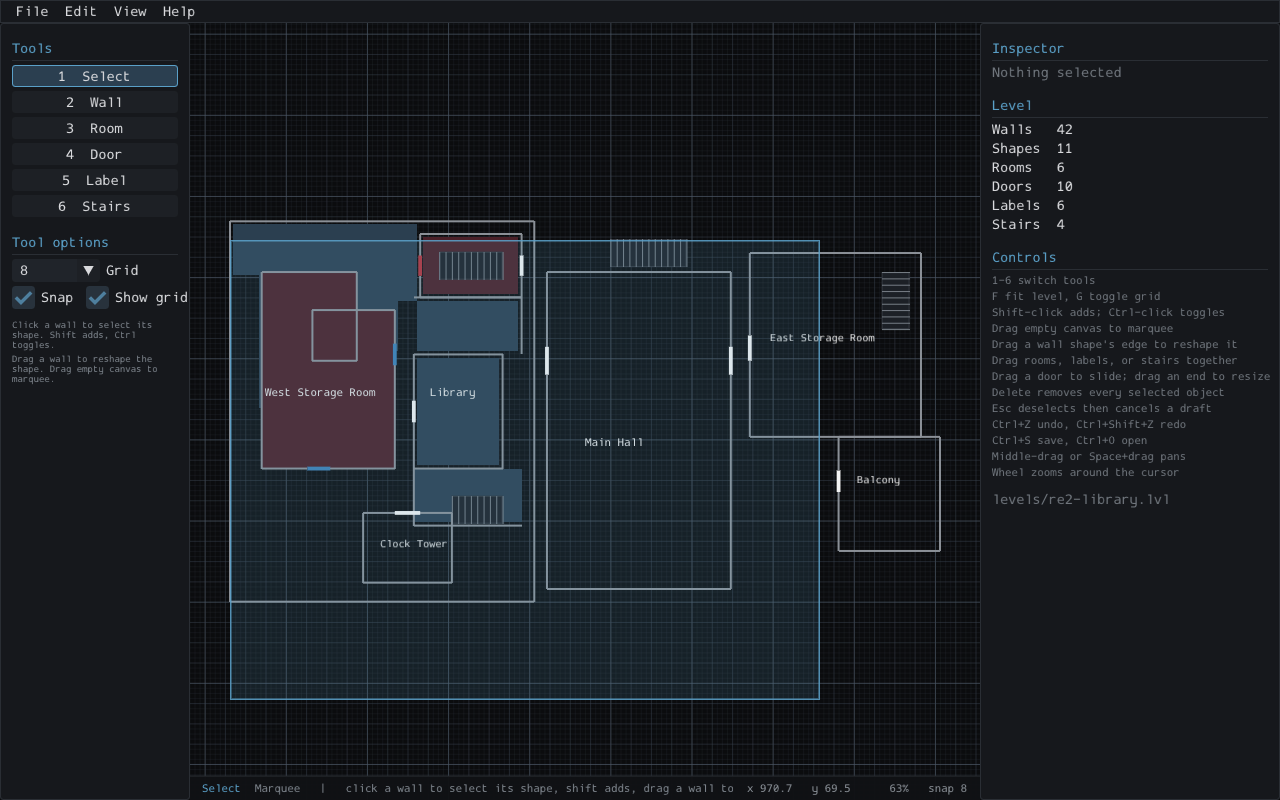 File Edit View Help
Tools
1 Select
2 Wall
3 Room
4 Door
5 Label
6 Stairs
Tool options
8 ▼ Grid
Snap Show grid
Click a wall to select its
shape. Shift adds, Ctrl
toggles.
Drag a wall to reshape the
shape. Drag empty canvas to
marquee.
West Storage Room
Library
Clock Tower
Main Hall
East Storage Room
Balcony
Select Marquee | click a wall to select its shape, shift adds, drag a wall to x 970.7 y 69.5 63% snap 8
Inspector
Nothing selected
Level
Walls 42
Shapes 11
Rooms 6
Doors 10
Labels 6
Stairs 4
Controls
1-6 switch tools
F fit level, G toggle grid
Shift-click adds; Ctrl-click toggles
Drag empty canvas to marquee
Drag a wall shape's edge to reshape it
Drag rooms, labels, or stairs together
Drag a door to slide; drag an end to resize
Delete removes every selected object
Esc deselects then cancels a draft
Ctrl+Z undo, Ctrl+Shift+Z redo
Ctrl+S save, Ctrl+O open
Middle-drag or Space+drag pans
Wheel zooms around the cursor
levels/re2-library.lvl